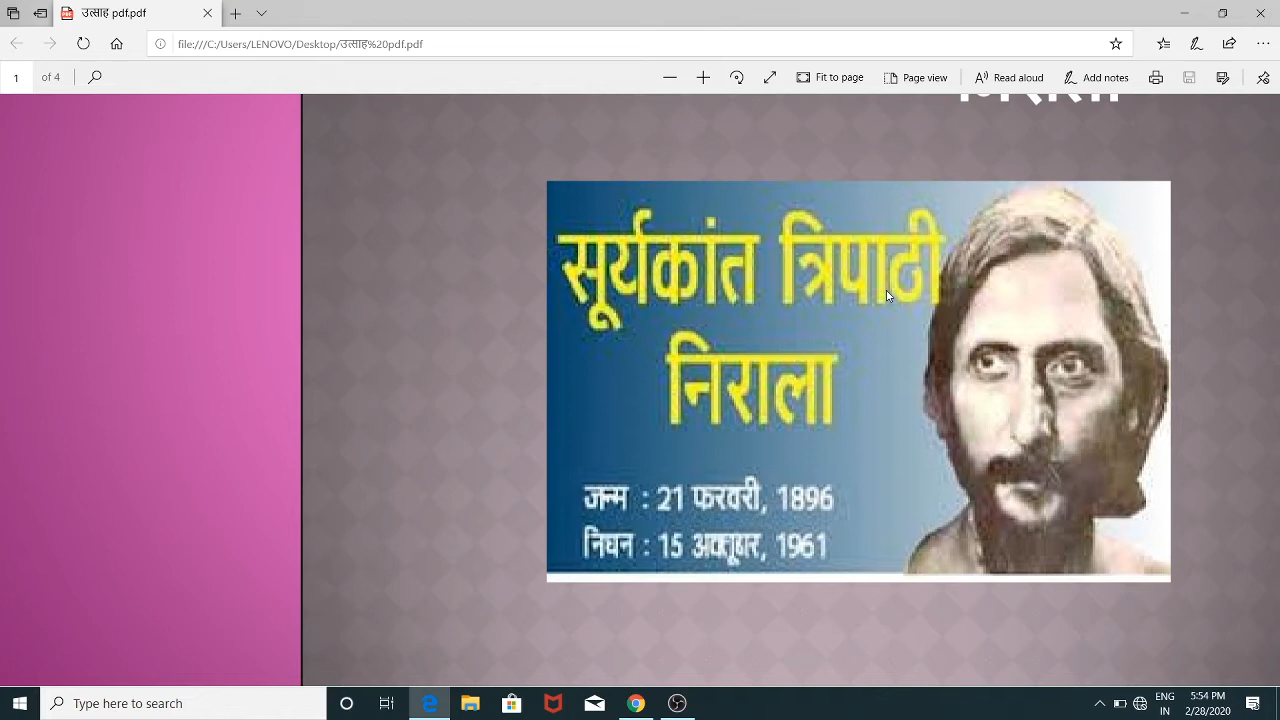 उत्साह pdf.pdf
file:///C:/Users/LENOVO/Desktop/उत्साह%20pdf.pdf
1 of 4 Fit to page Page view Read aloud Add notes
सूर्यकांत त्रिपाठी
निराला
जन्म : 21 फरवरी, 1896
निधन : 15 अक्तूबर, 1961
Type here to search
ENG 5:54 PM
IN 2/28/2020